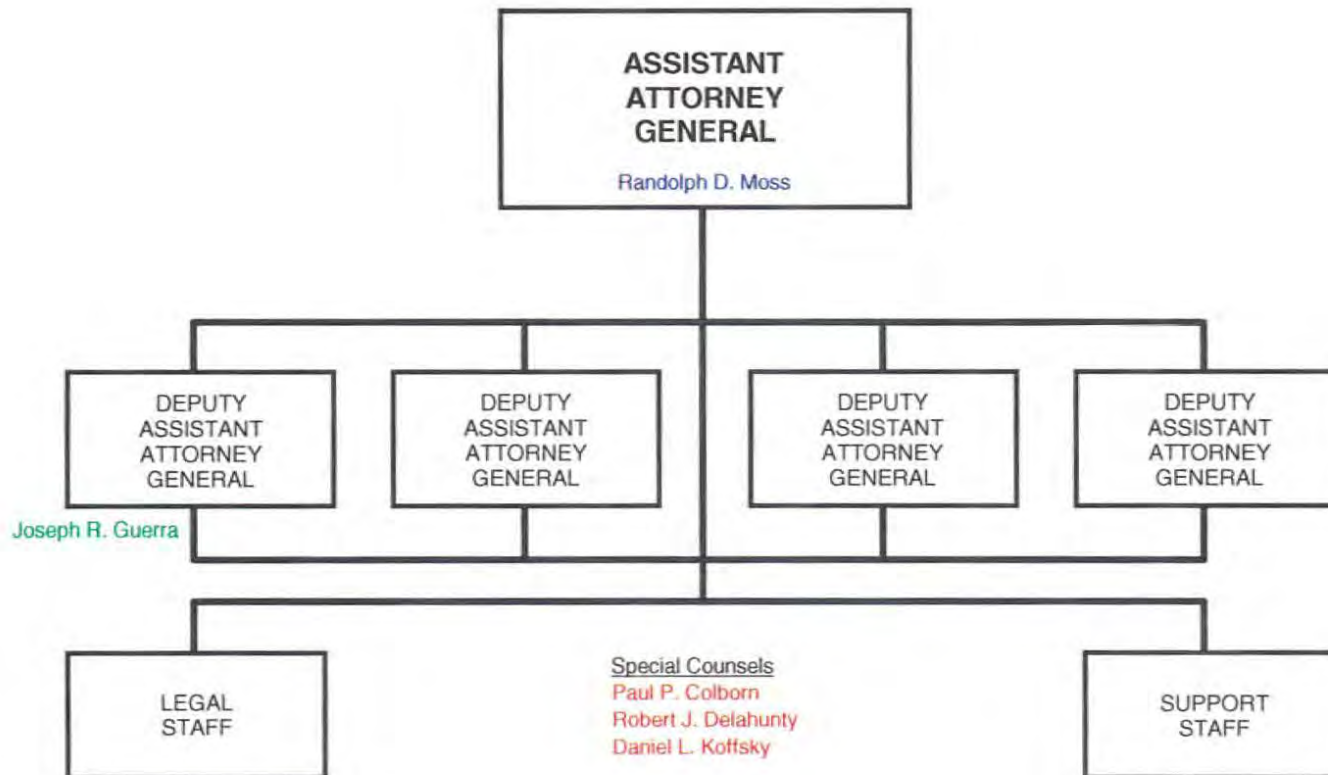 ASSISTANT
ATTORNEY
GENERAL
Randolph D. Moss
DEPUTY
ASSISTANT
ATTORNEY
GENERAL
DEPUTY
ASSISTANT
ATTORNEY
GENERAL
DEPUTY
ASSISTANT
ATTORNEY
GENERAL
DEPUTY
ASSISTANT
ATTORNEY
GENERAL
Joseph R. Guerra
LEGAL
STAFF
Special Counsels
Paul P. Colborn
Robert J. Delahunty
Daniel L. Koffsky
SUPPORT
STAFF